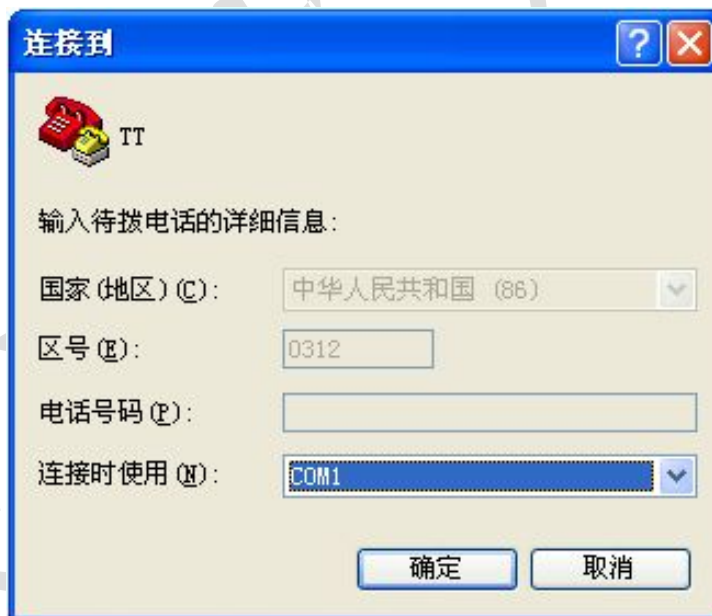 连接到
TT
输入待拨电话的详细信息:
国家(地区)(C): 中华人民共和国 (86)
区号(E): 0312
电话号码(P):
连接时使用(N): COM1
确定 取消